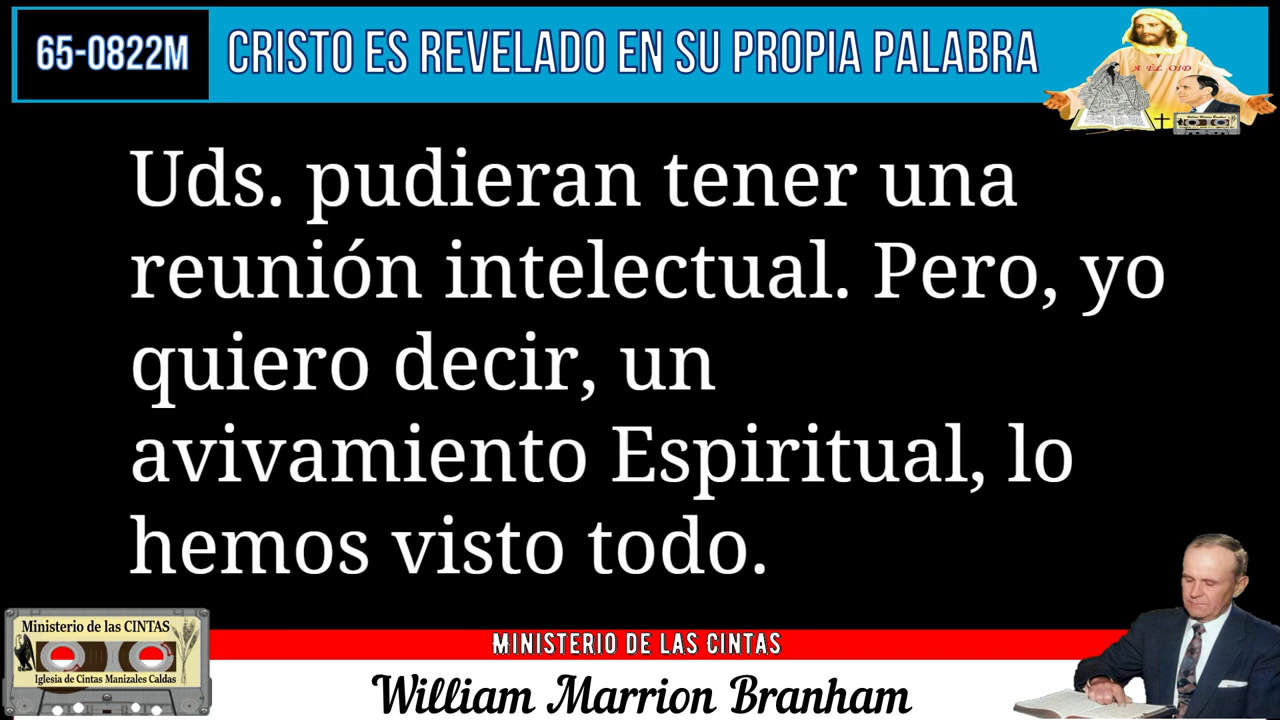 65-0822M
CRISTO ES REVELADO EN SU PROPIA PALABRA
A ÉL OID
Uds. pudieran tener una
reunión intelectual. Pero, yo
quiero decir, un
avivamiento Espiritual, lo
hemos visto todo.
Ministerio de las CINTAS
Iglesia de Cintas Manizales Caldas
MINISTERIO DE LAS CINTAS
William Marrion Branham